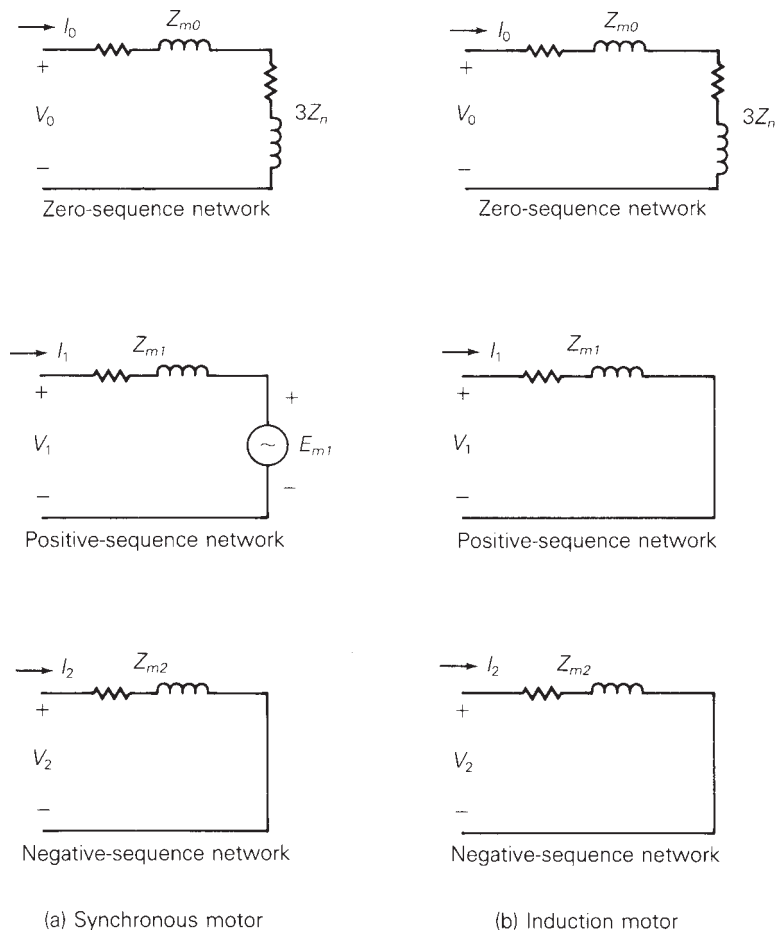 I₀ Zₘ₀
+
V₀ 3Zₙ
−
Zero-sequence network
I₁ Zₘ₁
+ +
V₁ ~ Eₘ₁
− −
Positive-sequence network
I₂ Zₘ₂
+
V₂
−
Negative-sequence network
(a) Synchronous motor
I₀ Zₘ₀
+
V₀ 3Zₙ
−
Zero-sequence network
I₁ Zₘ₁
+
V₁
−
Positive-sequence network
I₂ Zₘ₂
+
V₂
−
Negative-sequence network
(b) Induction motor